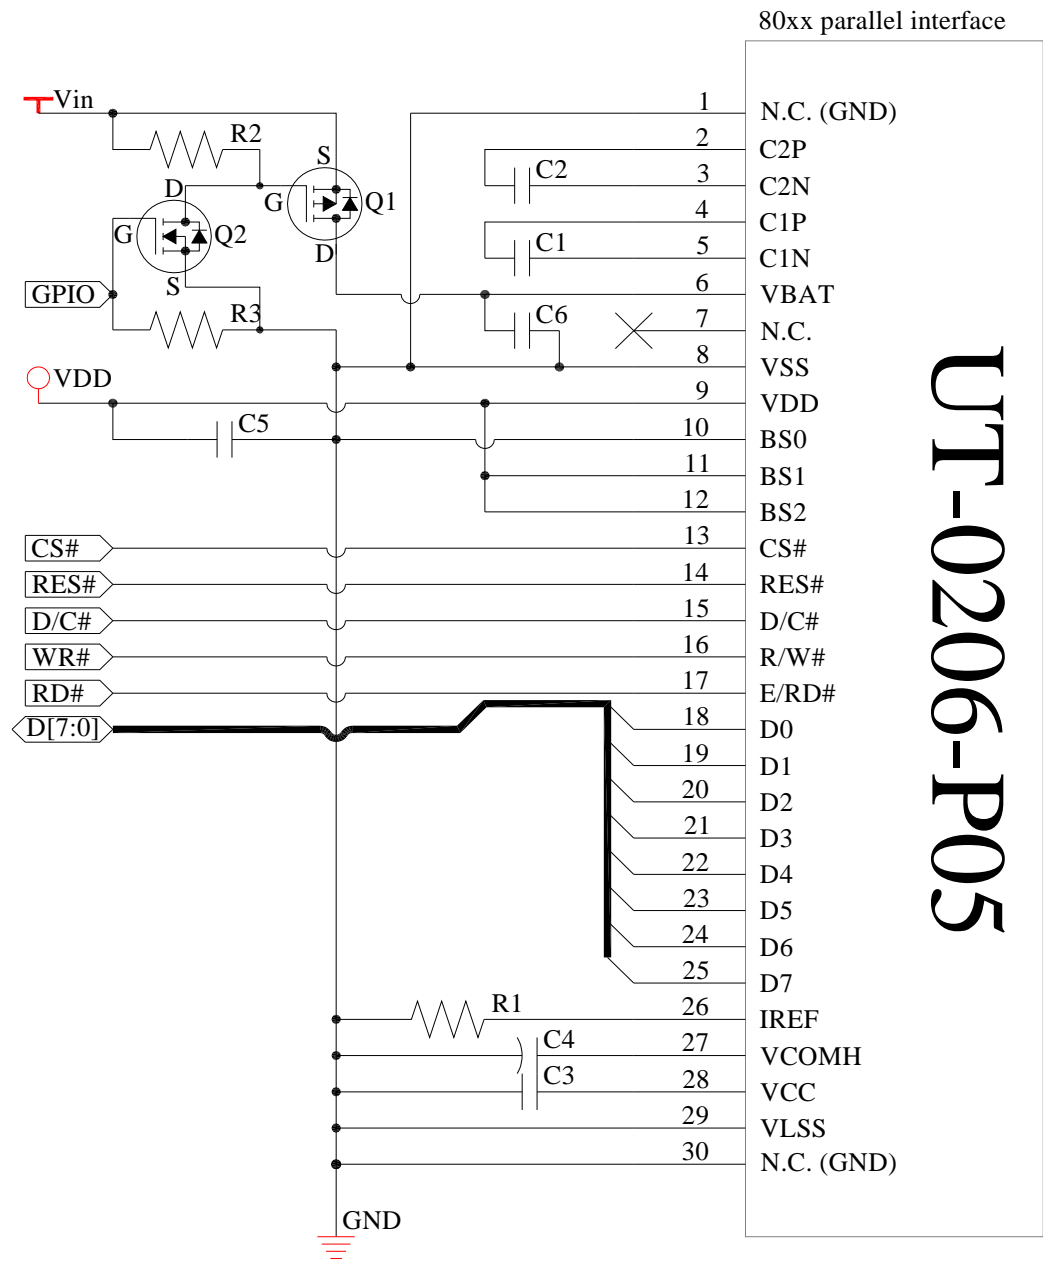 80xx parallel interface
Vin
R2
S
D
G
Q1
G
Q2
D
S
GPIO
R3
VDD
C5
C2
C1
C6
CS#
RES#
D/C#
WR#
RD#
D[7:0]
R1
C4
C3
GND
1 N.C. (GND)
2 C2P
3 C2N
4 C1P
5 C1N
6 VBAT
7 N.C.
8 VSS
9 VDD
10 BS0
11 BS1
12 BS2
13 CS#
14 RES#
15 D/C#
16 R/W#
17 E/RD#
18 D0
19 D1
20 D2
21 D3
22 D4
23 D5
24 D6
25 D7
26 IREF
27 VCOMH
28 VCC
29 VLSS
30 N.C. (GND)
UT-0206-P05